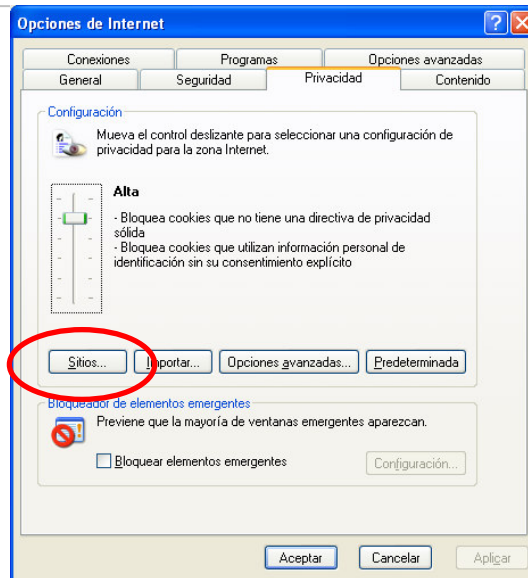 Opciones de Internet
Conexiones Programas Opciones avanzadas
General Seguridad Privacidad Contenido
Configuración
Mueva el control deslizante para seleccionar una configuración de
privacidad para la zona Internet.
Alta
- Bloquea cookies que no tiene una directiva de privacidad
sólida
- Bloquea cookies que utilizan información personal de
identificación sin su consentimiento explícito
Sitios... Importar... Opciones avanzadas... Predeterminada
Bloqueador de elementos emergentes
Previene que la mayoría de ventanas emergentes aparezcan.
Bloquear elementos emergentes Configuración...
Aceptar Cancelar Aplicar